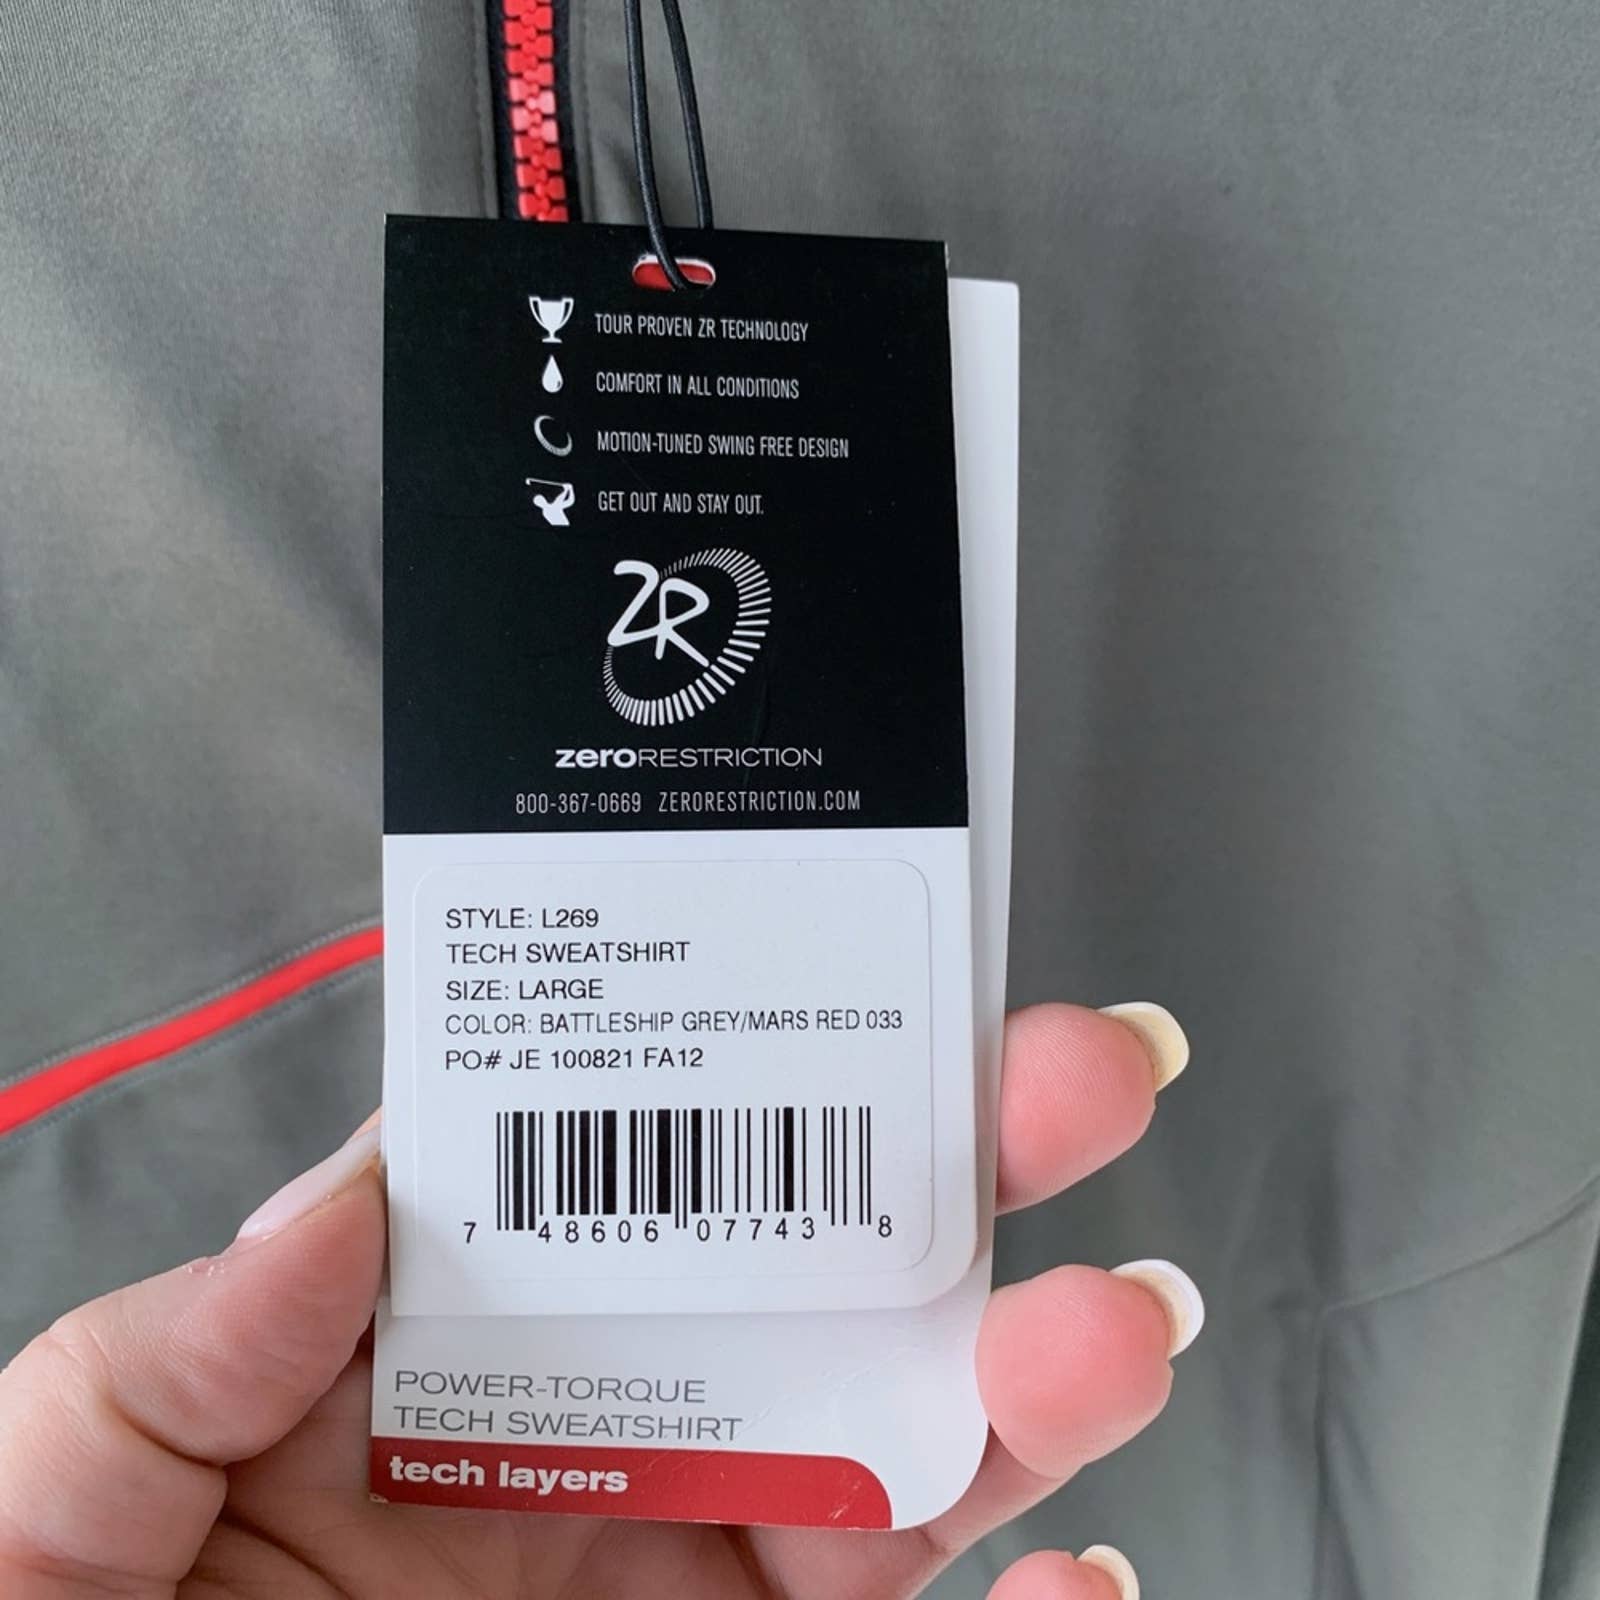 TOUR PROVEN ZR TECHNOLOGY
COMFORT IN ALL CONDITIONS
MOTION-TUNED SWING FREE DESIGN
GET OUT AND STAY OUT.
ZR
zeroRESTRICTION
800-367-0669 ZERORESTRICTION.COM
STYLE: L269
TECH SWEATSHIRT
SIZE: LARGE
COLOR: BATTLESHIP GREY/MARS RED 033
PO# JE 100821 FA12
7 48606 07743 8
POWER-TORQUE
TECH SWEATSHIRT
tech layers